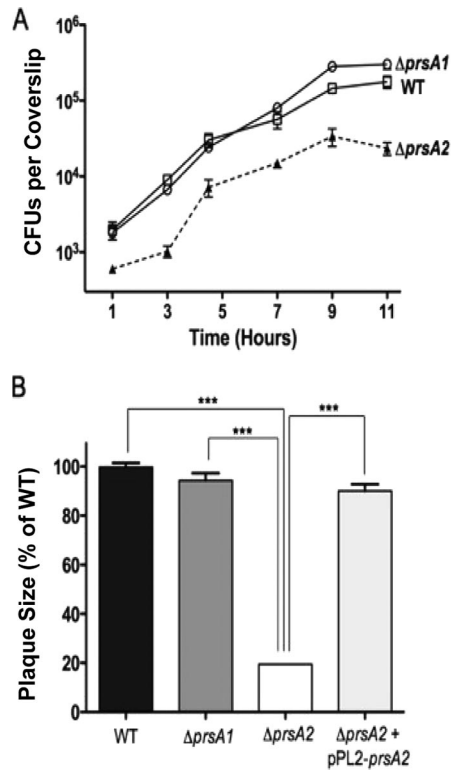 A
CFUs per Coverslip
10⁶
10⁵
10⁴
10³
ΔprsA1
WT
ΔprsA2
1 3 5 7 9 11
Time (Hours)
B
Plaque Size (% of WT)
*** 
***
***
100
80
60
40
20
0
WT
ΔprsA1
ΔprsA2
ΔprsA2 +
pPL2-prsA2